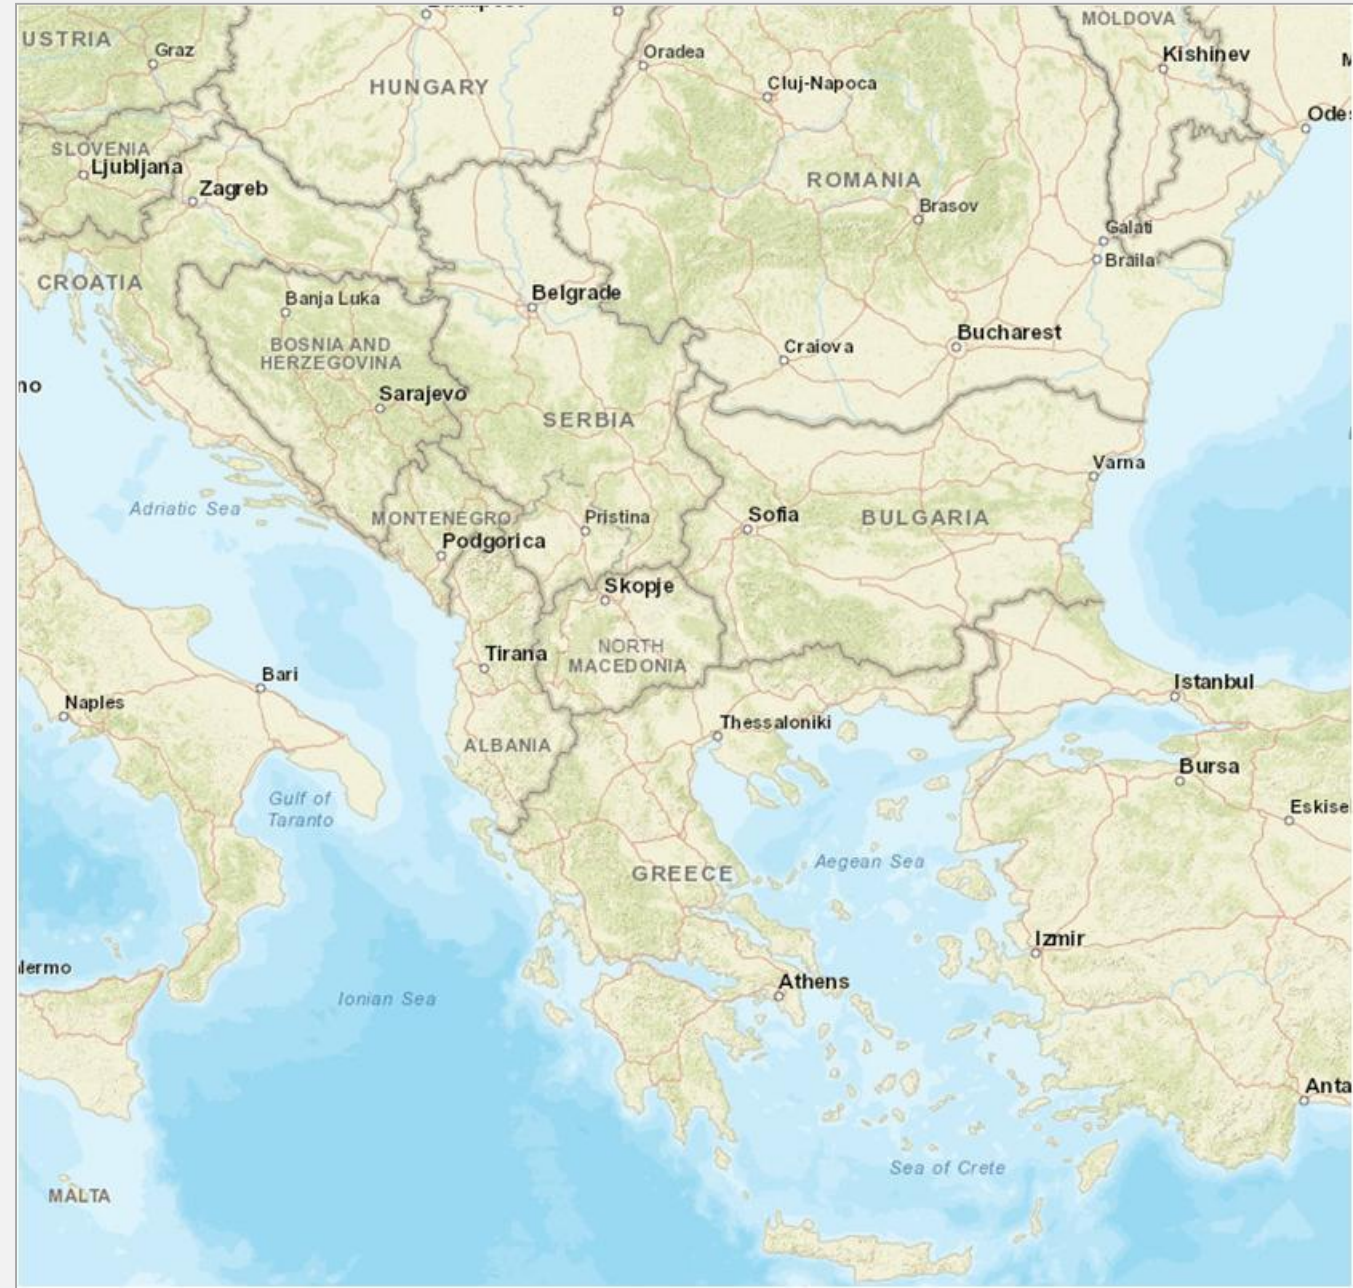 USTRIA
Graz
HUNGARY
Oradea
Cluj-Napoca
MOLDOVA
Kishinev
Ode
SLOVENIA
Ljubljana
Zagreb
ROMANIA
Brasov
Galati
Braila
CROATIA
Banja Luka
Belgrade
BOSNIA AND
HERZEGOVINA
Bucharest
Craiova
no
Sarajevo
SERBIA
Varna
Adriatic Sea
MONTENEGRO
Pristina
Sofia
BULGARIA
Podgorica
Skopje
NORTH
MACEDONIA
Tirana
Bari
Istanbul
Naples
Thessaloniki
ALBANIA
Bursa
Gulf of
Taranto
Eskise
Aegean Sea
GREECE
Izmir
lermo
Athens
Ionian Sea
Anta
Sea of Crete
MALTA